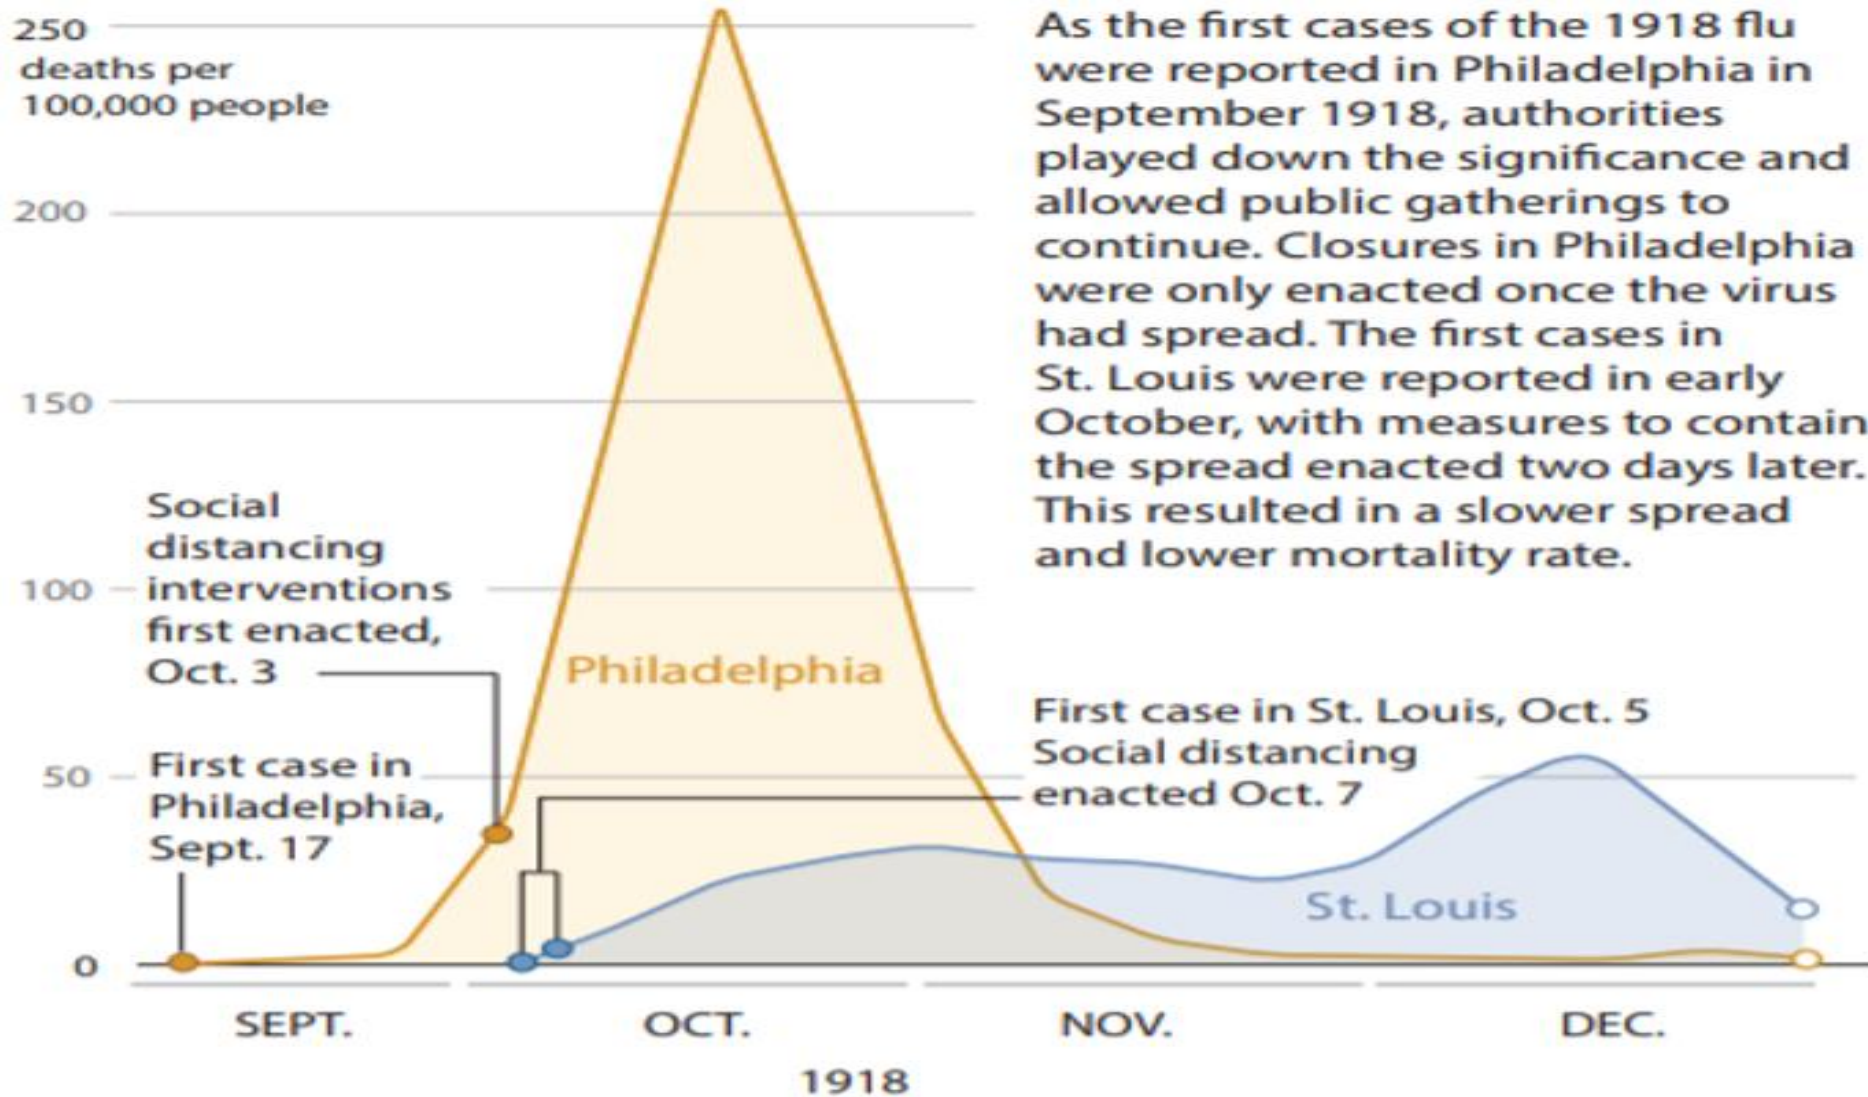 250
deaths per
100,000 people
200
150
100
50
0
As the first cases of the 1918 flu
were reported in Philadelphia in
September 1918, authorities
played down the significance and
allowed public gatherings to
continue. Closures in Philadelphia
were only enacted once the virus
had spread. The first cases in
St. Louis were reported in early
October, with measures to contain
the spread enacted two days later.
This resulted in a slower spread
and lower mortality rate.
Social
distancing
interventions
first enacted,
Oct. 3
First case in
Philadelphia,
Sept. 17
Philadelphia
First case in St. Louis, Oct. 5
Social distancing
enacted Oct. 7
St. Louis
SEPT.
OCT.
NOV.
DEC.
1918